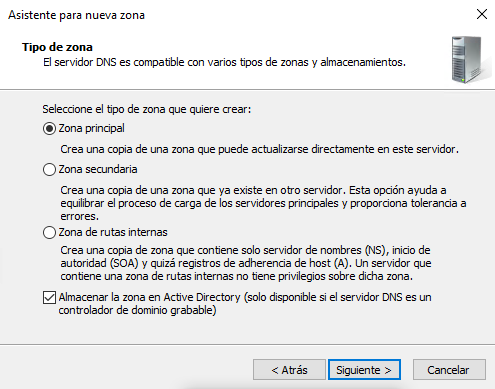 Asistente para nueva zona
Tipo de zona
El servidor DNS es compatible con varios tipos de zonas y almacenamientos.
Seleccione el tipo de zona que quiere crear:
Zona principal
Crea una copia de una zona que puede actualizarse directamente en este servidor.
Zona secundaria
Crea una copia de una zona que ya existe en otro servidor. Esta opción ayuda a
equilibrar el proceso de carga de los servidores principales y proporciona tolerancia a
errores.
Zona de rutas internas
Crea una copia de zona que contiene solo servidor de nombres (NS), inicio de
autoridad (SOA) y quizá registros de adherencia de host (A). Un servidor que
contiene una zona de rutas internas no tiene privilegios sobre dicha zona.
Almacenar la zona en Active Directory (solo disponible si el servidor DNS es un
controlador de dominio grabable)
< Atrás Siguiente > Cancelar